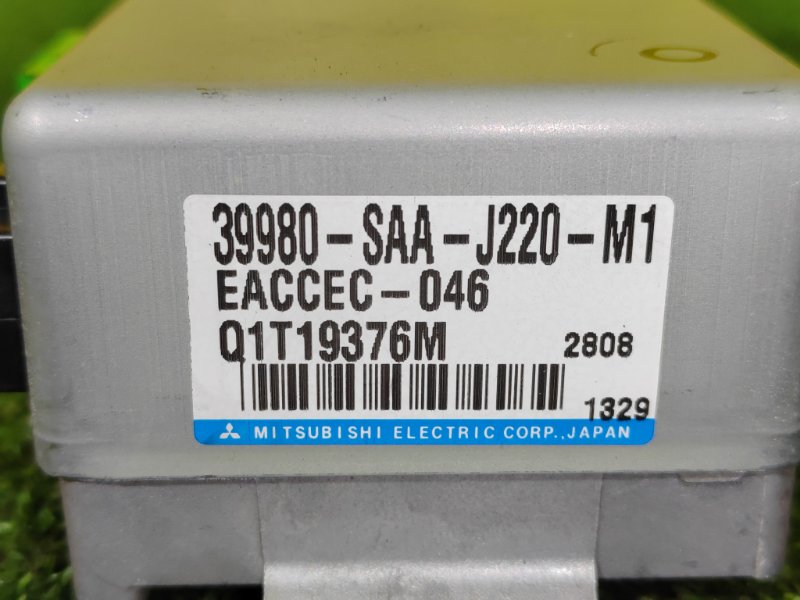 39980-SAA-J220-M1
EACCEC-046
Q1T19376M 2808
1329
MITSUBISHI ELECTRIC CORP., JAPAN